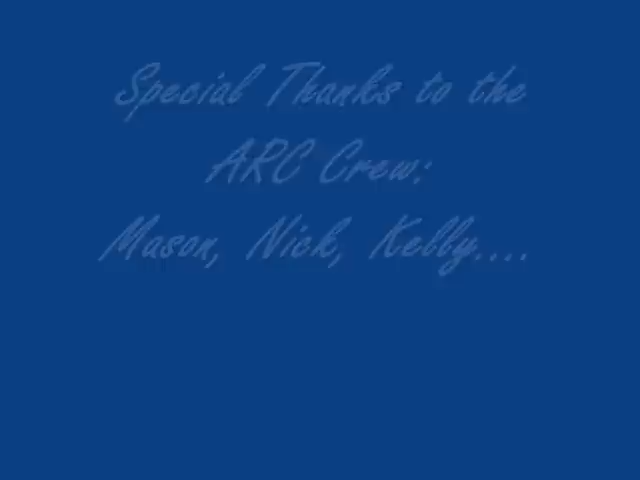 Special Thanks to the
ARC Crew:
Mason, Nick, Kelly....